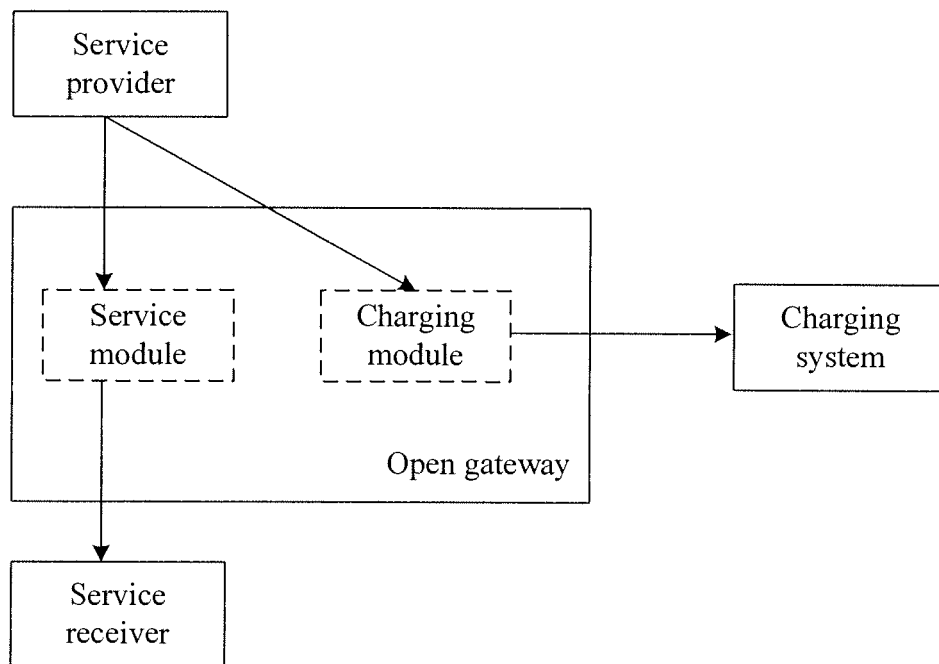 Service
provider
Service
module
Charging
module
Charging
system
Open gateway
Service
receiver